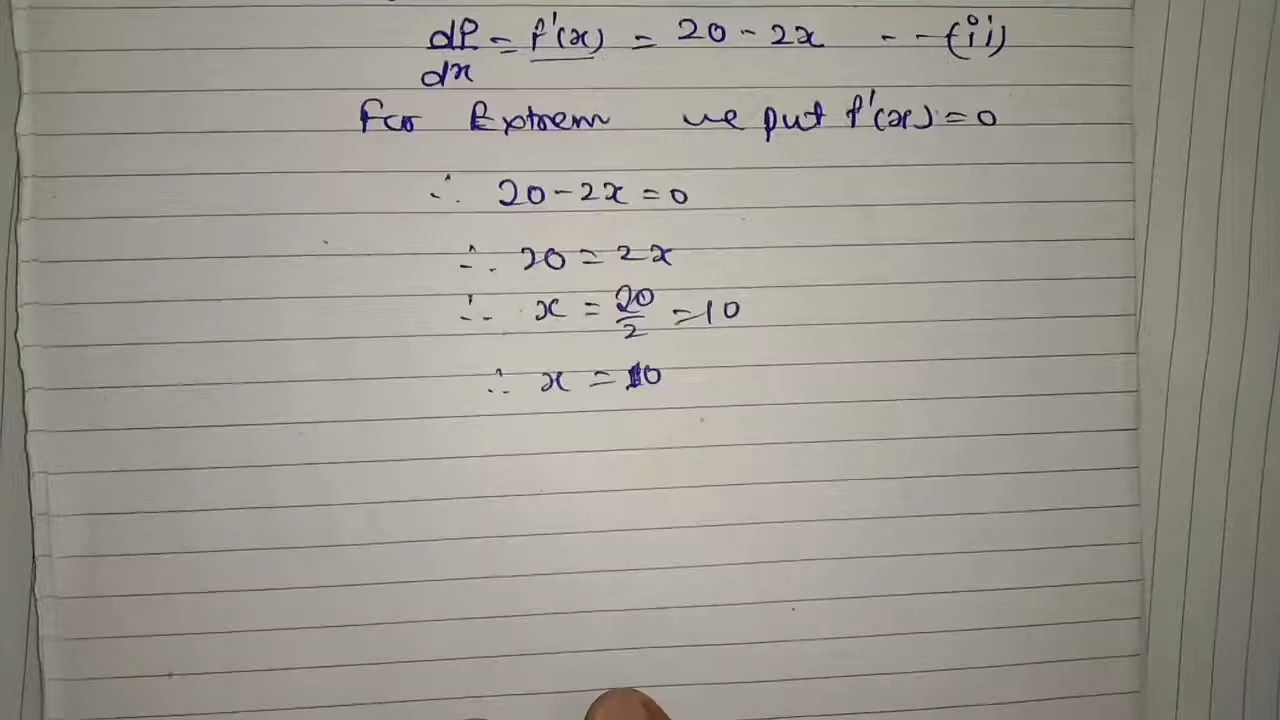 dP/dx = f'(x) = 20 - 2x - - (ii)
For Extrem we put f'(x) = 0
∴ 20 - 2x = 0
∴ 20 = 2x
∴ x = 20/2 = 10
∴ x = 10